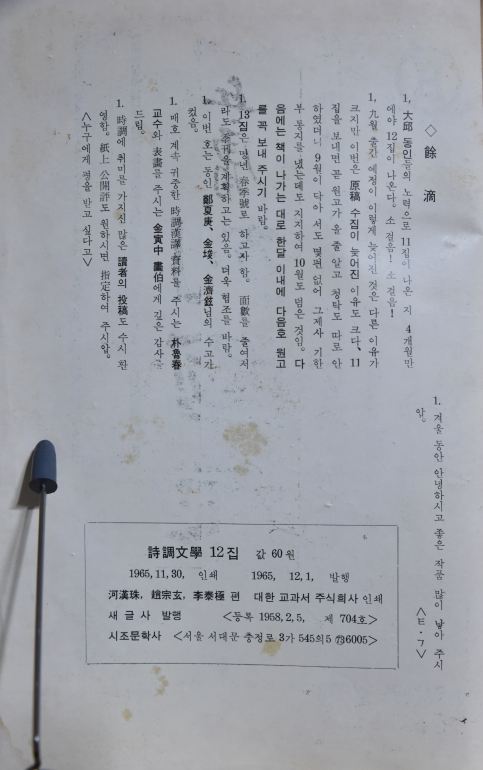 ◇ 餘滴
1, 大邱 동인들의 노력으로 11집이 나온 지 4개월만
에야 12집이 나온다. 소 걸음! 소 걸음!
1, 九월 출간 예정이 이렇게 늦어진 것은 다른 이유가
크지만 이번은 原稿 수집이 늦어진 이유도 크다. 11
집을 보내면 곧 원고가 올 줄 알고 청탁도 따로 안
하였더니 9월이 닥아 서도 몇편 없어 그제사 기한
부 통지를 냈는데도 지지하여 10월도 넘은 것임. 다
음에는 책이 나가는 대로 한달 이내에 다음호 원고
를 꼭 보내 주시기 바람.
1, 13집은 명년 春季號로 하고자 함. 面數를 줄여서
라도 季刊을 계획하고는 있음. 더욱 협조를 바람.
1, 이번 호는 동인 鄭夏庚、金埈、金濟鉉님의 수고가
컸음.
1, 매호 계속 귀중한 時調漢譯 資料를 주시는 朴魯春
교수와 表畵를 주시는 金寅中 畵伯에게 깊은 감사를
드림.
1. 時調에 취미를 가지신 많은 讀者의 投稿도 수시 환
영함. 紙上 公開評도 원하시면 指定하여 주시압.
<누구에게 평을 받고 싶다고>
1. 겨울 동안 안녕하시고 좋은 작품 많이 낳아 주시
압.
<ㅌ・ㄱ>
詩調文學 12집 값 60원
1965, 11, 30, 인쇄 1965, 12, 1, 발행
河漢珠, 趙宗玄, 李泰極 편 대한 교과서 주식회사 인쇄
새글사 발행 <등록 1958, 2, 5, 제 704호>
시조문학사 <서울 서대문 충정로 3가 545의5 ㉓6005>